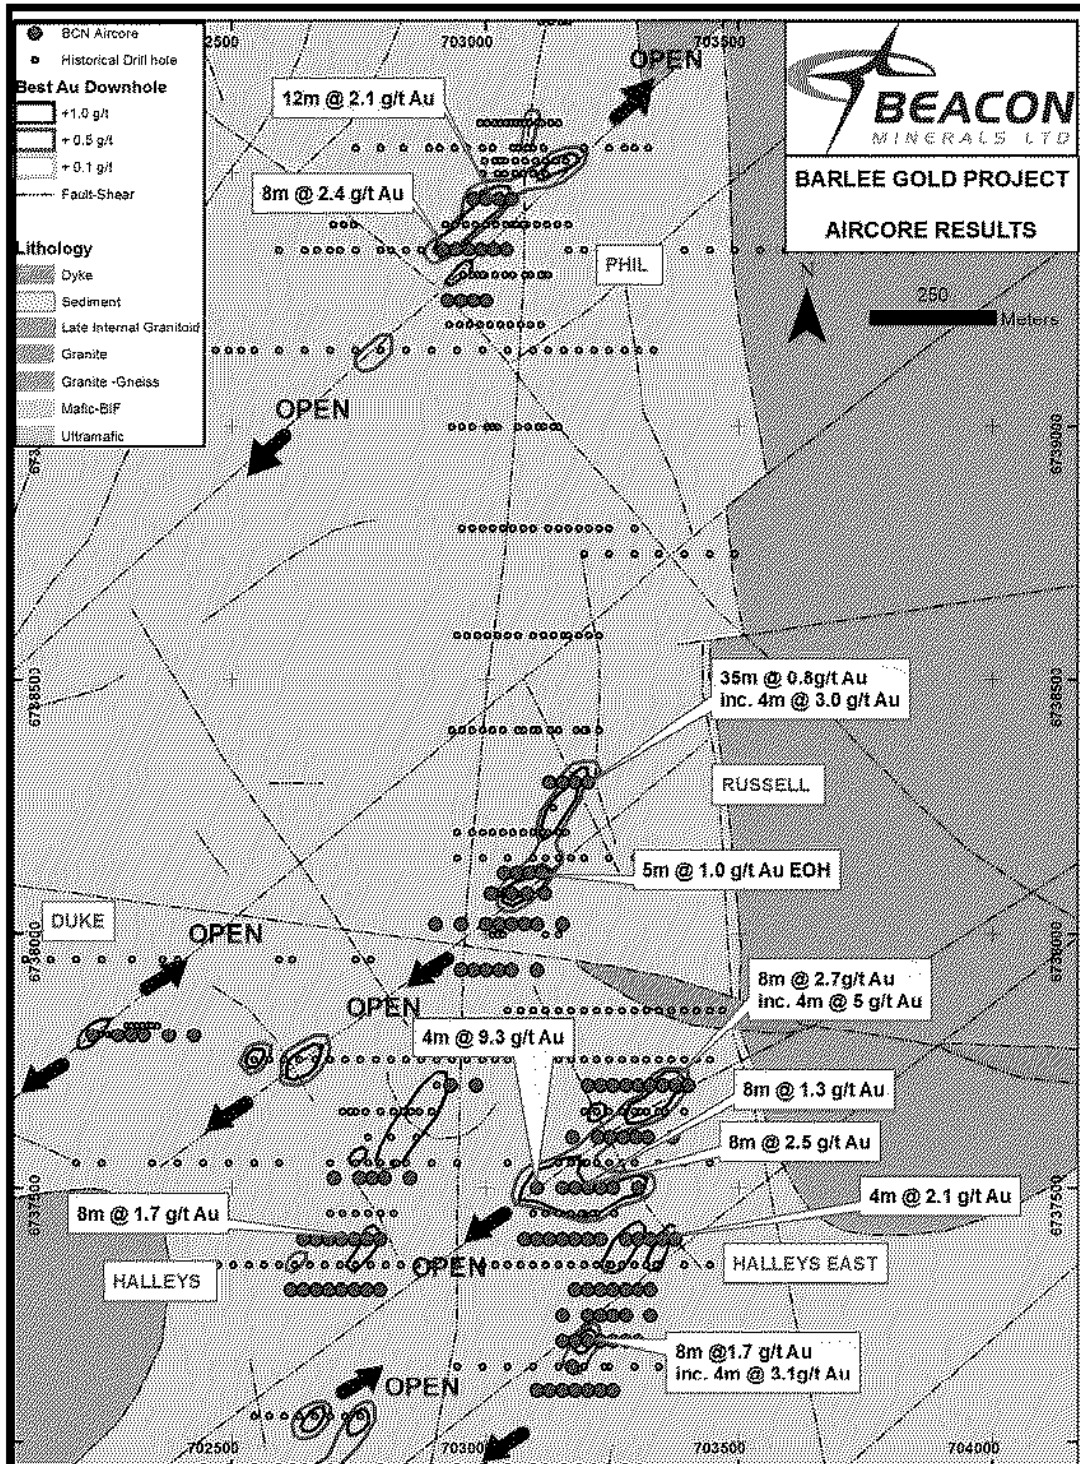 BCN Aircore
Historical Drill hole
Best Au Downhole
+1.0 g/t
+ 0.5 g/t
+ 0.1 g/t
Fault-Shear
Lithology
Dyke
Sediment
Late Internal Granitoid
Granite
Granite -Gneiss
Mafic-BIF
Ultramafic
2500
703000
703500
BEACON
MINERALS LTD
BARLEE GOLD PROJECT
AIRCORE RESULTS
N
250
Meters
OPEN
12m @ 2.1 g/t Au
8m @ 2.4 g/t Au
PHIL
OPEN
6739000
673
35m @ 0.8g/t Au
inc. 4m @ 3.0 g/t Au
6738500
6738500
RUSSELL
5m @ 1.0 g/t Au EOH
DUKE
OPEN
6738000
6738000
8m @ 2.7g/t Au
inc. 4m @ 5 g/t Au
OPEN
4m @ 9.3 g/t Au
8m @ 1.3 g/t Au
8m @ 2.5 g/t Au
4m @ 2.1 g/t Au
6737500
6737500
8m @ 1.7 g/t Au
HALLEYS
OPEN
HALLEYS EAST
8m @1.7 g/t Au
inc. 4m @ 3.1g/t Au
OPEN
702500
703000
703500
704000